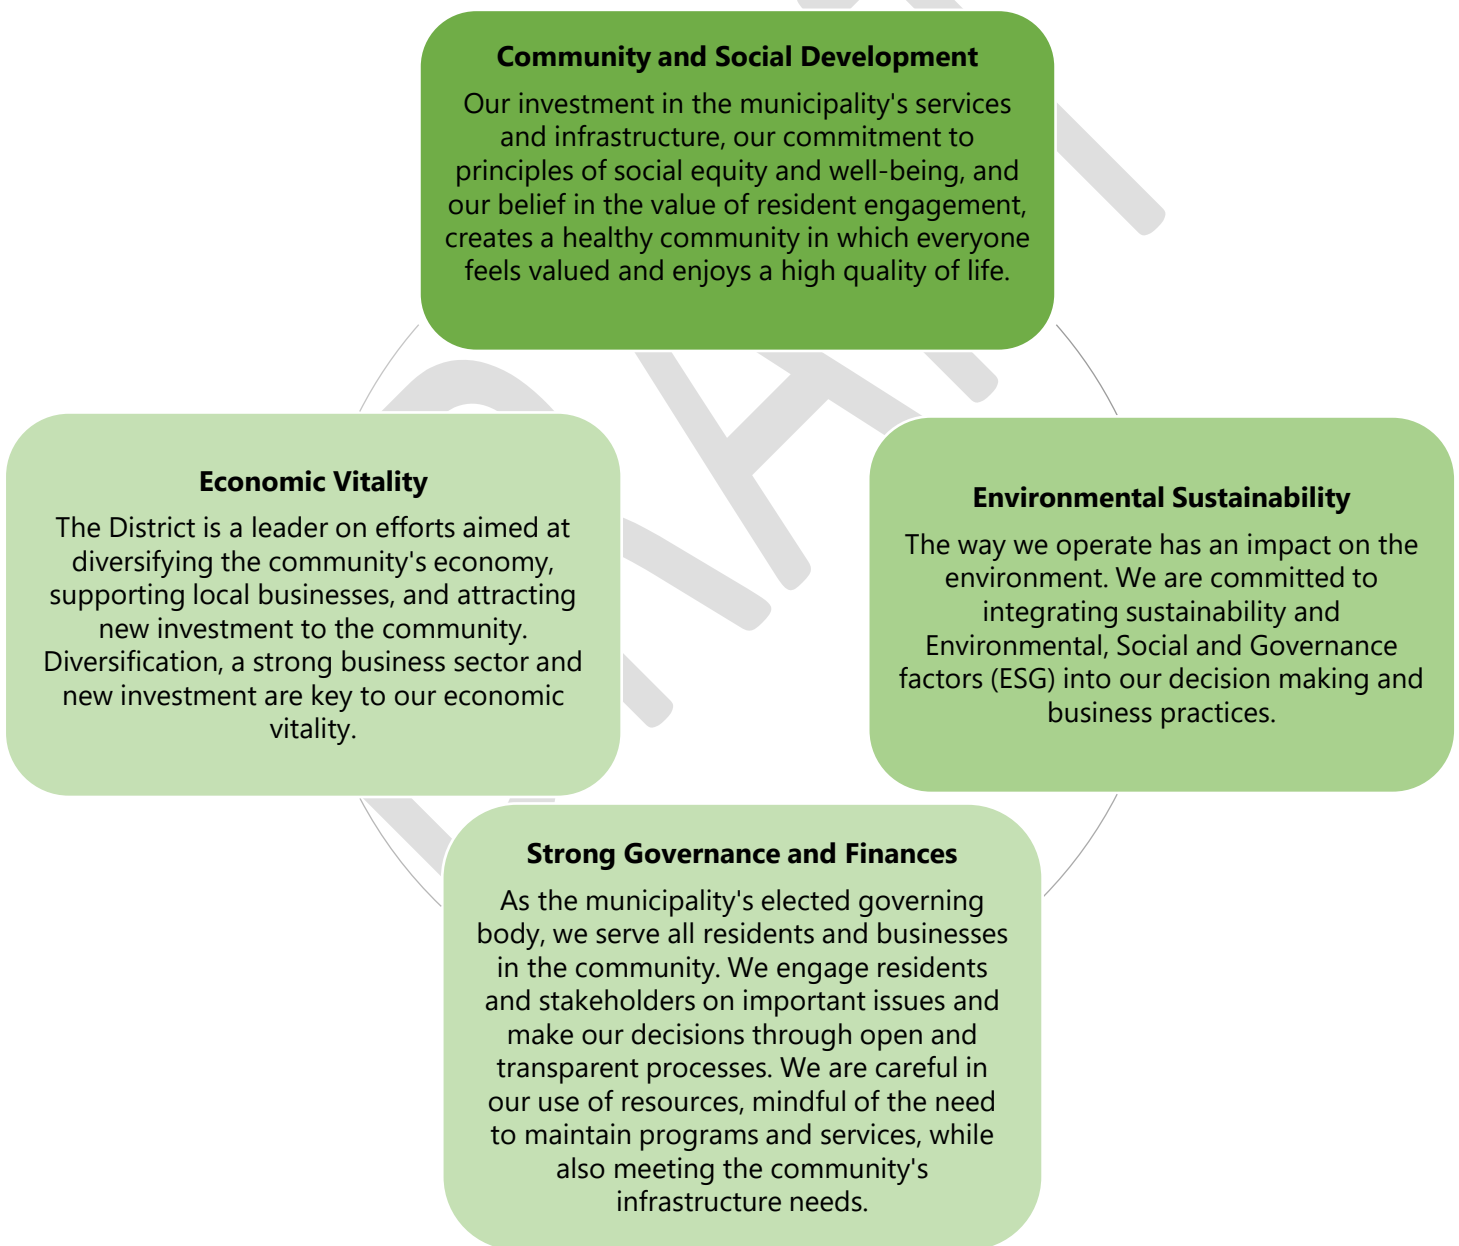 Community and Social Development
Our investment in the municipality's services
and infrastructure, our commitment to
principles of social equity and well-being, and
our belief in the value of resident engagement,
creates a healthy community in which everyone
feels valued and enjoys a high quality of life.
Economic Vitality
The District is a leader on efforts aimed at
diversifying the community's economy,
supporting local businesses, and attracting
new investment to the community.
Diversification, a strong business sector and
new investment are key to our economic
vitality.
Environmental Sustainability
The way we operate has an impact on the
environment. We are committed to
integrating sustainability and
Environmental, Social and Governance
factors (ESG) into our decision making and
business practices.
Strong Governance and Finances
As the municipality's elected governing
body, we serve all residents and businesses
in the community. We engage residents
and stakeholders on important issues and
make our decisions through open and
transparent processes. We are careful in
our use of resources, mindful of the need
to maintain programs and services, while
also meeting the community's
infrastructure needs.